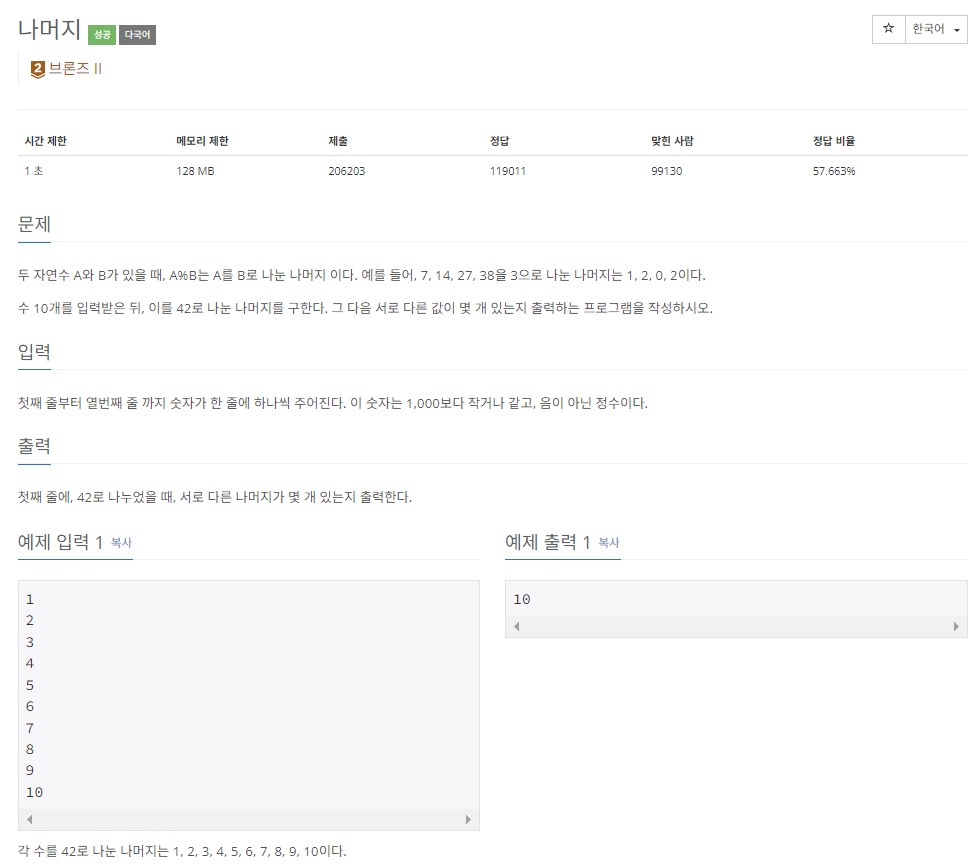 나머지 성공 다국어
☆ 한국어
2 브론즈 II
시간 제한 메모리 제한 제출 정답 맞힌 사람 정답 비율
1 초 128 MB 206203 119011 99130 57.663%
문제
두 자연수 A와 B가 있을 때, A%B는 A를 B로 나눈 나머지 이다. 예를 들어, 7, 14, 27, 38을 3으로 나눈 나머지는 1, 2, 0, 2이다.
수 10개를 입력받은 뒤, 이를 42로 나눈 나머지를 구한다. 그 다음 서로 다른 값이 몇 개 있는지 출력하는 프로그램을 작성하시오.
입력
첫째 줄부터 열번째 줄 까지 숫자가 한 줄에 하나씩 주어진다. 이 숫자는 1,000보다 작거나 같고, 음이 아닌 정수이다.
출력
첫째 줄에, 42로 나누었을 때, 서로 다른 나머지가 몇 개 있는지 출력한다.
예제 입력 1 복사
1
2
3
4
5
6
7
8
9
10
예제 출력 1 복사
10
각 수를 42로 나눈 나머지는 1, 2, 3, 4, 5, 6, 7, 8, 9, 10이다.